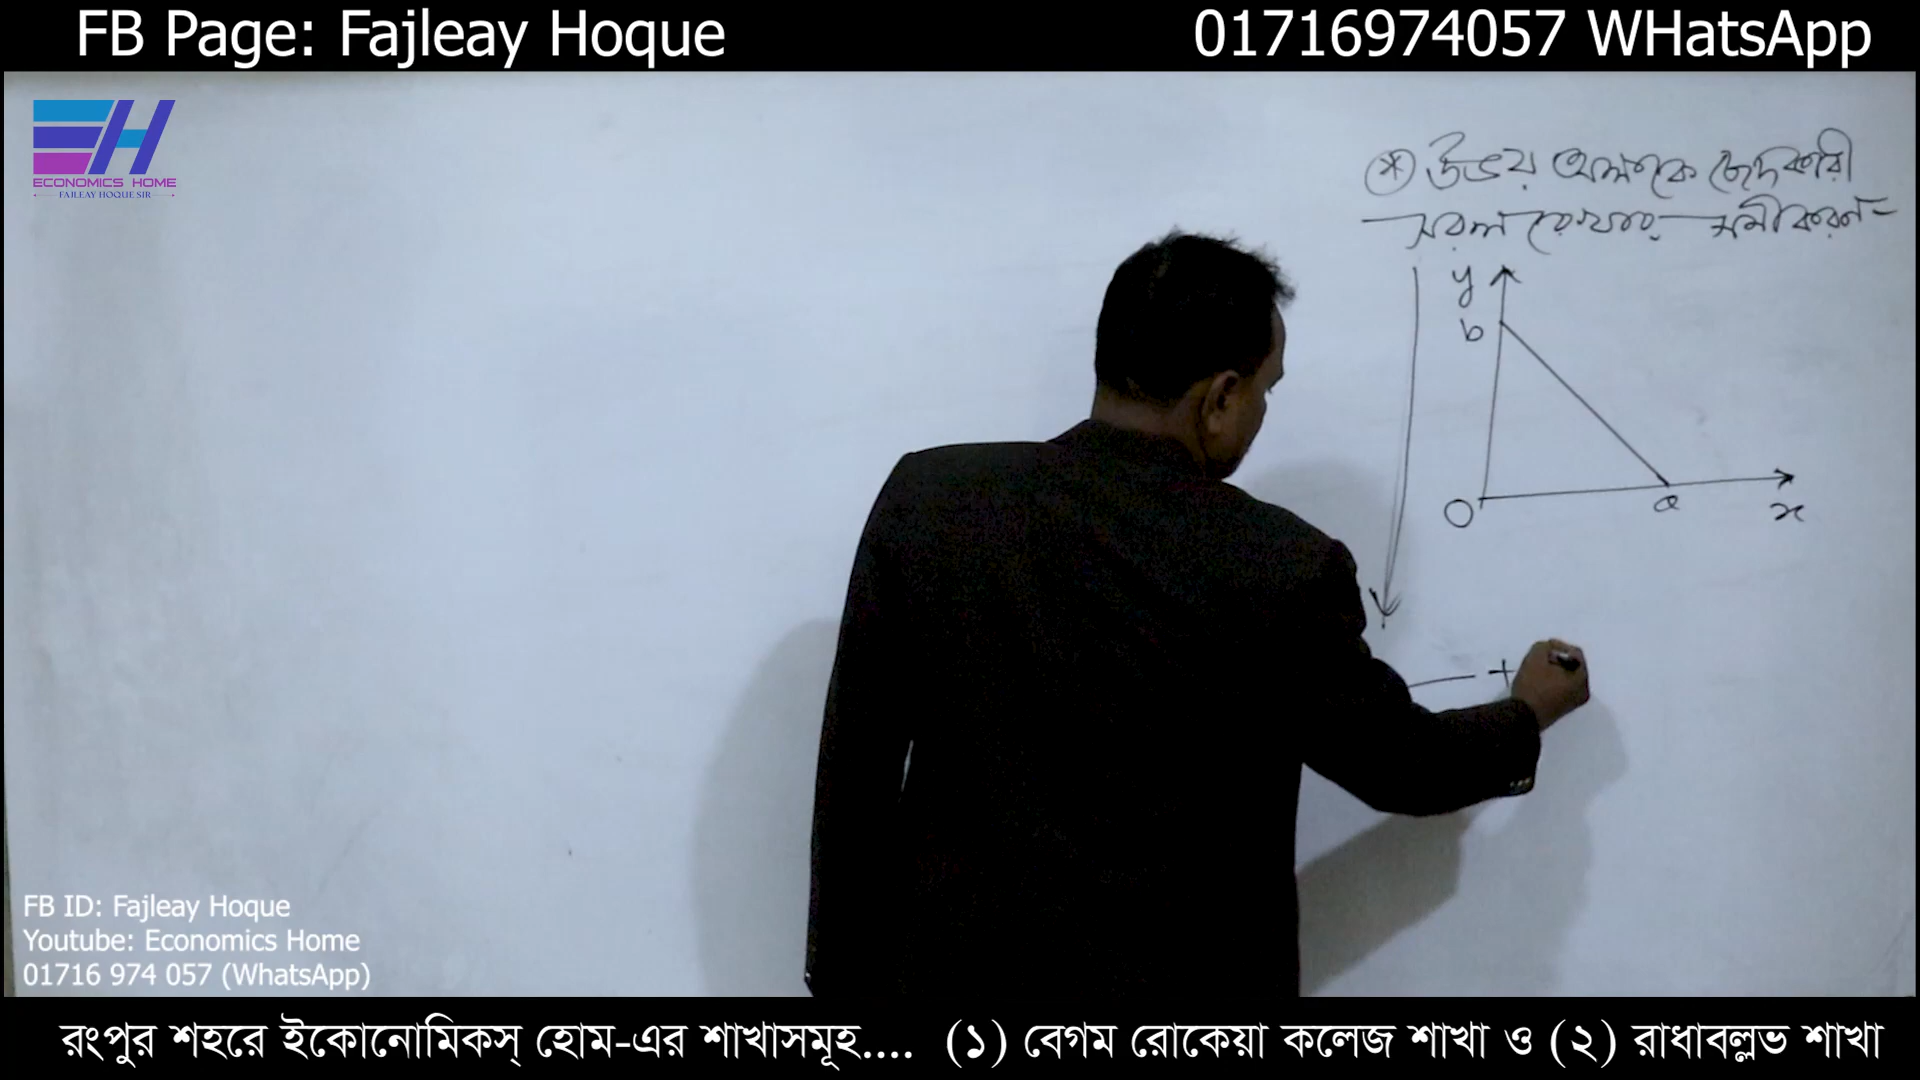 FB Page: Fajleay Hoque
01716974057 WHatsApp
EH
ECONOMICS HOME
FAJLEAY HOQUE SIR
* উভয় অক্ষকে ছেদকারী
সরল রেখার সমীকরণ-
y
b
O
a
x
+
FB ID: Fajleay Hoque
Youtube: Economics Home
01716 974 057 (WhatsApp)
রংপুর শহরে ইকোনোমিকস্ হোম-এর শাখাসমূহ.... (১) বেগম রোকেয়া কলেজ শাখা ও (২) রাধাবল্লভ শাখা